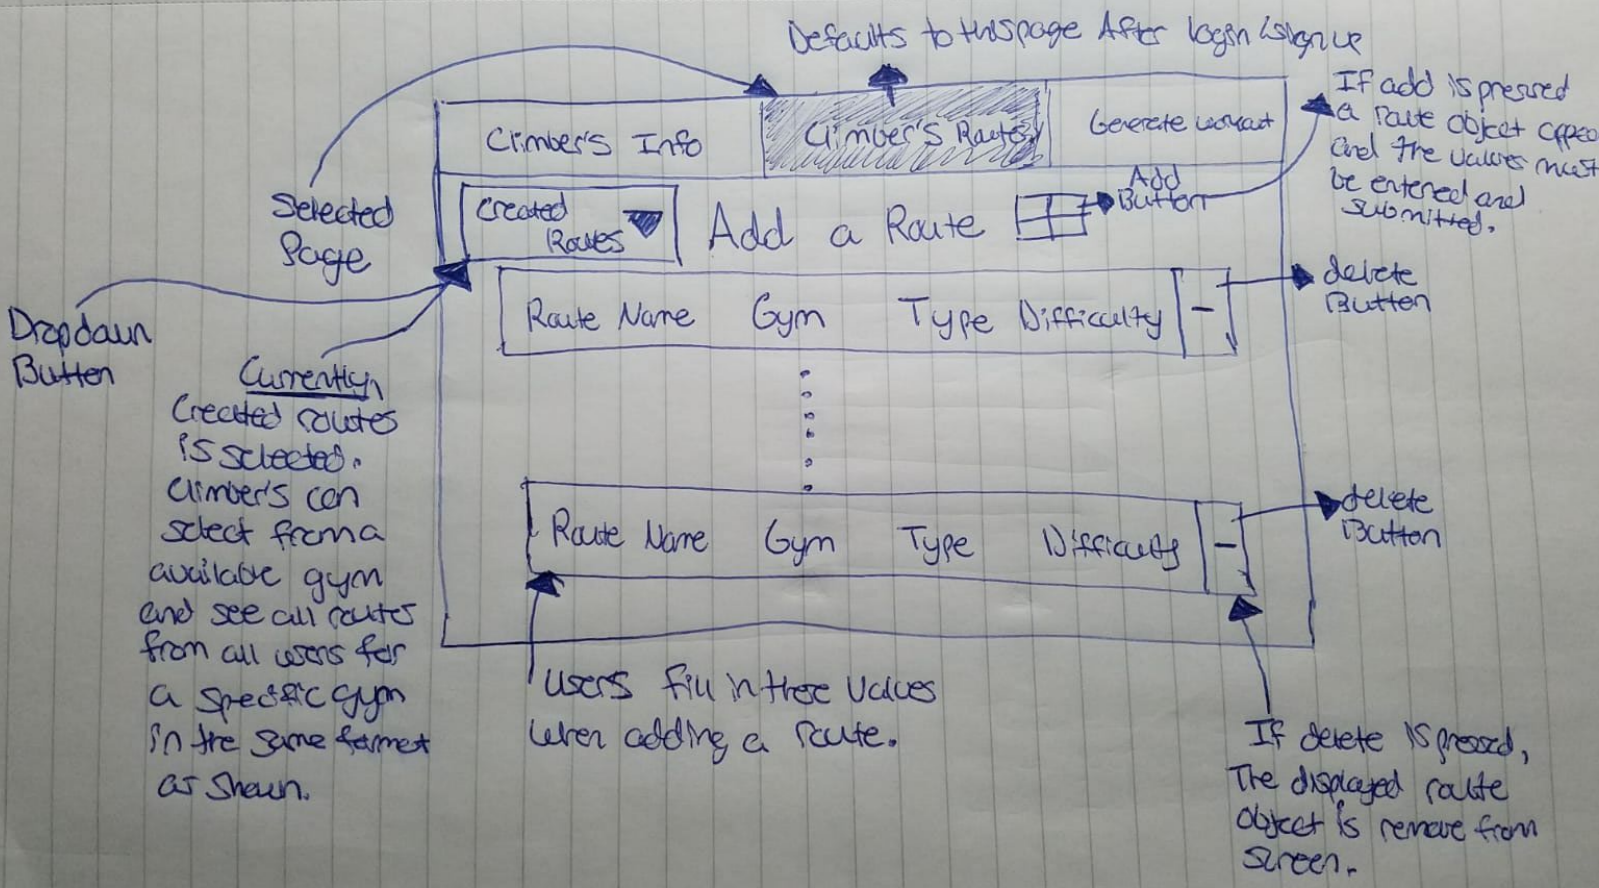 Defaults to this page After login/signup
Climber's Info
Climber's Routes
Generate workout
If add is pressed
a route object appea
and the values must
be entered and
submitted.
Selected
Page
Created
Routes
Add a Route
Add
Button
Route Name Gym Type Difficulty -
delete
Button
Dropdown
Button
Currently,
Created routes
is selected.
Climber's can
select from a
available gym
and see all routes
from all users for
a specific gym
in the same format
as shown.
Route Name Gym Type Difficulty -
delete
Button
Users fill in these values
when adding a route.
If delete is pressed,
The displayed route
object is remove from
screen.